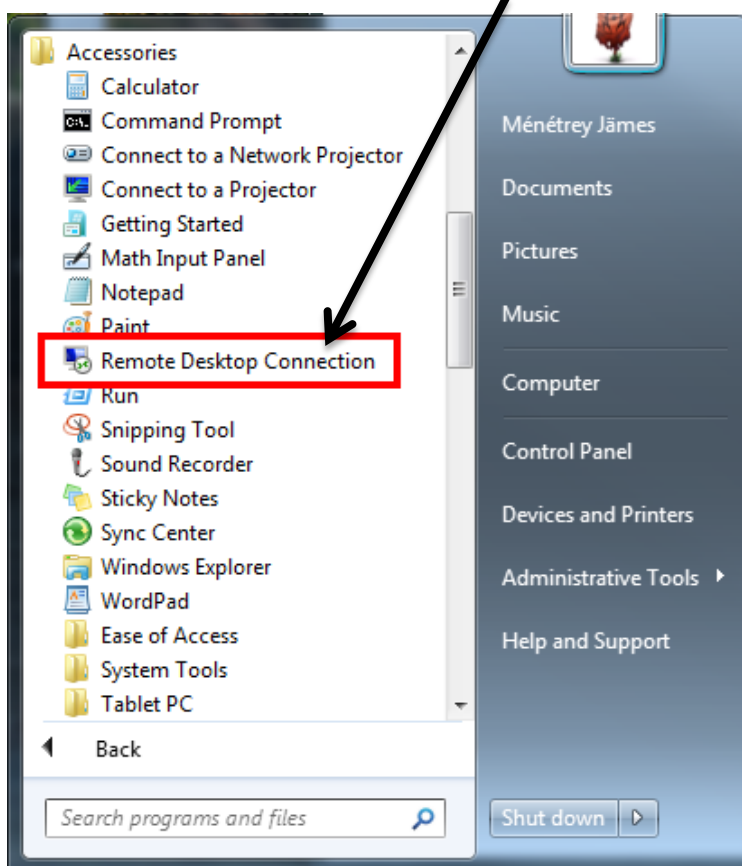 Accessories
Calculator
Command Prompt
Connect to a Network Projector
Connect to a Projector
Getting Started
Math Input Panel
Notepad
Paint
Remote Desktop Connection
Run
Snipping Tool
Sound Recorder
Sticky Notes
Sync Center
Windows Explorer
WordPad
Ease of Access
System Tools
Tablet PC
Back
Search programs and files
Ménétrey Jämes
Documents
Pictures
Music
Computer
Control Panel
Devices and Printers
Administrative Tools
Help and Support
Shut down